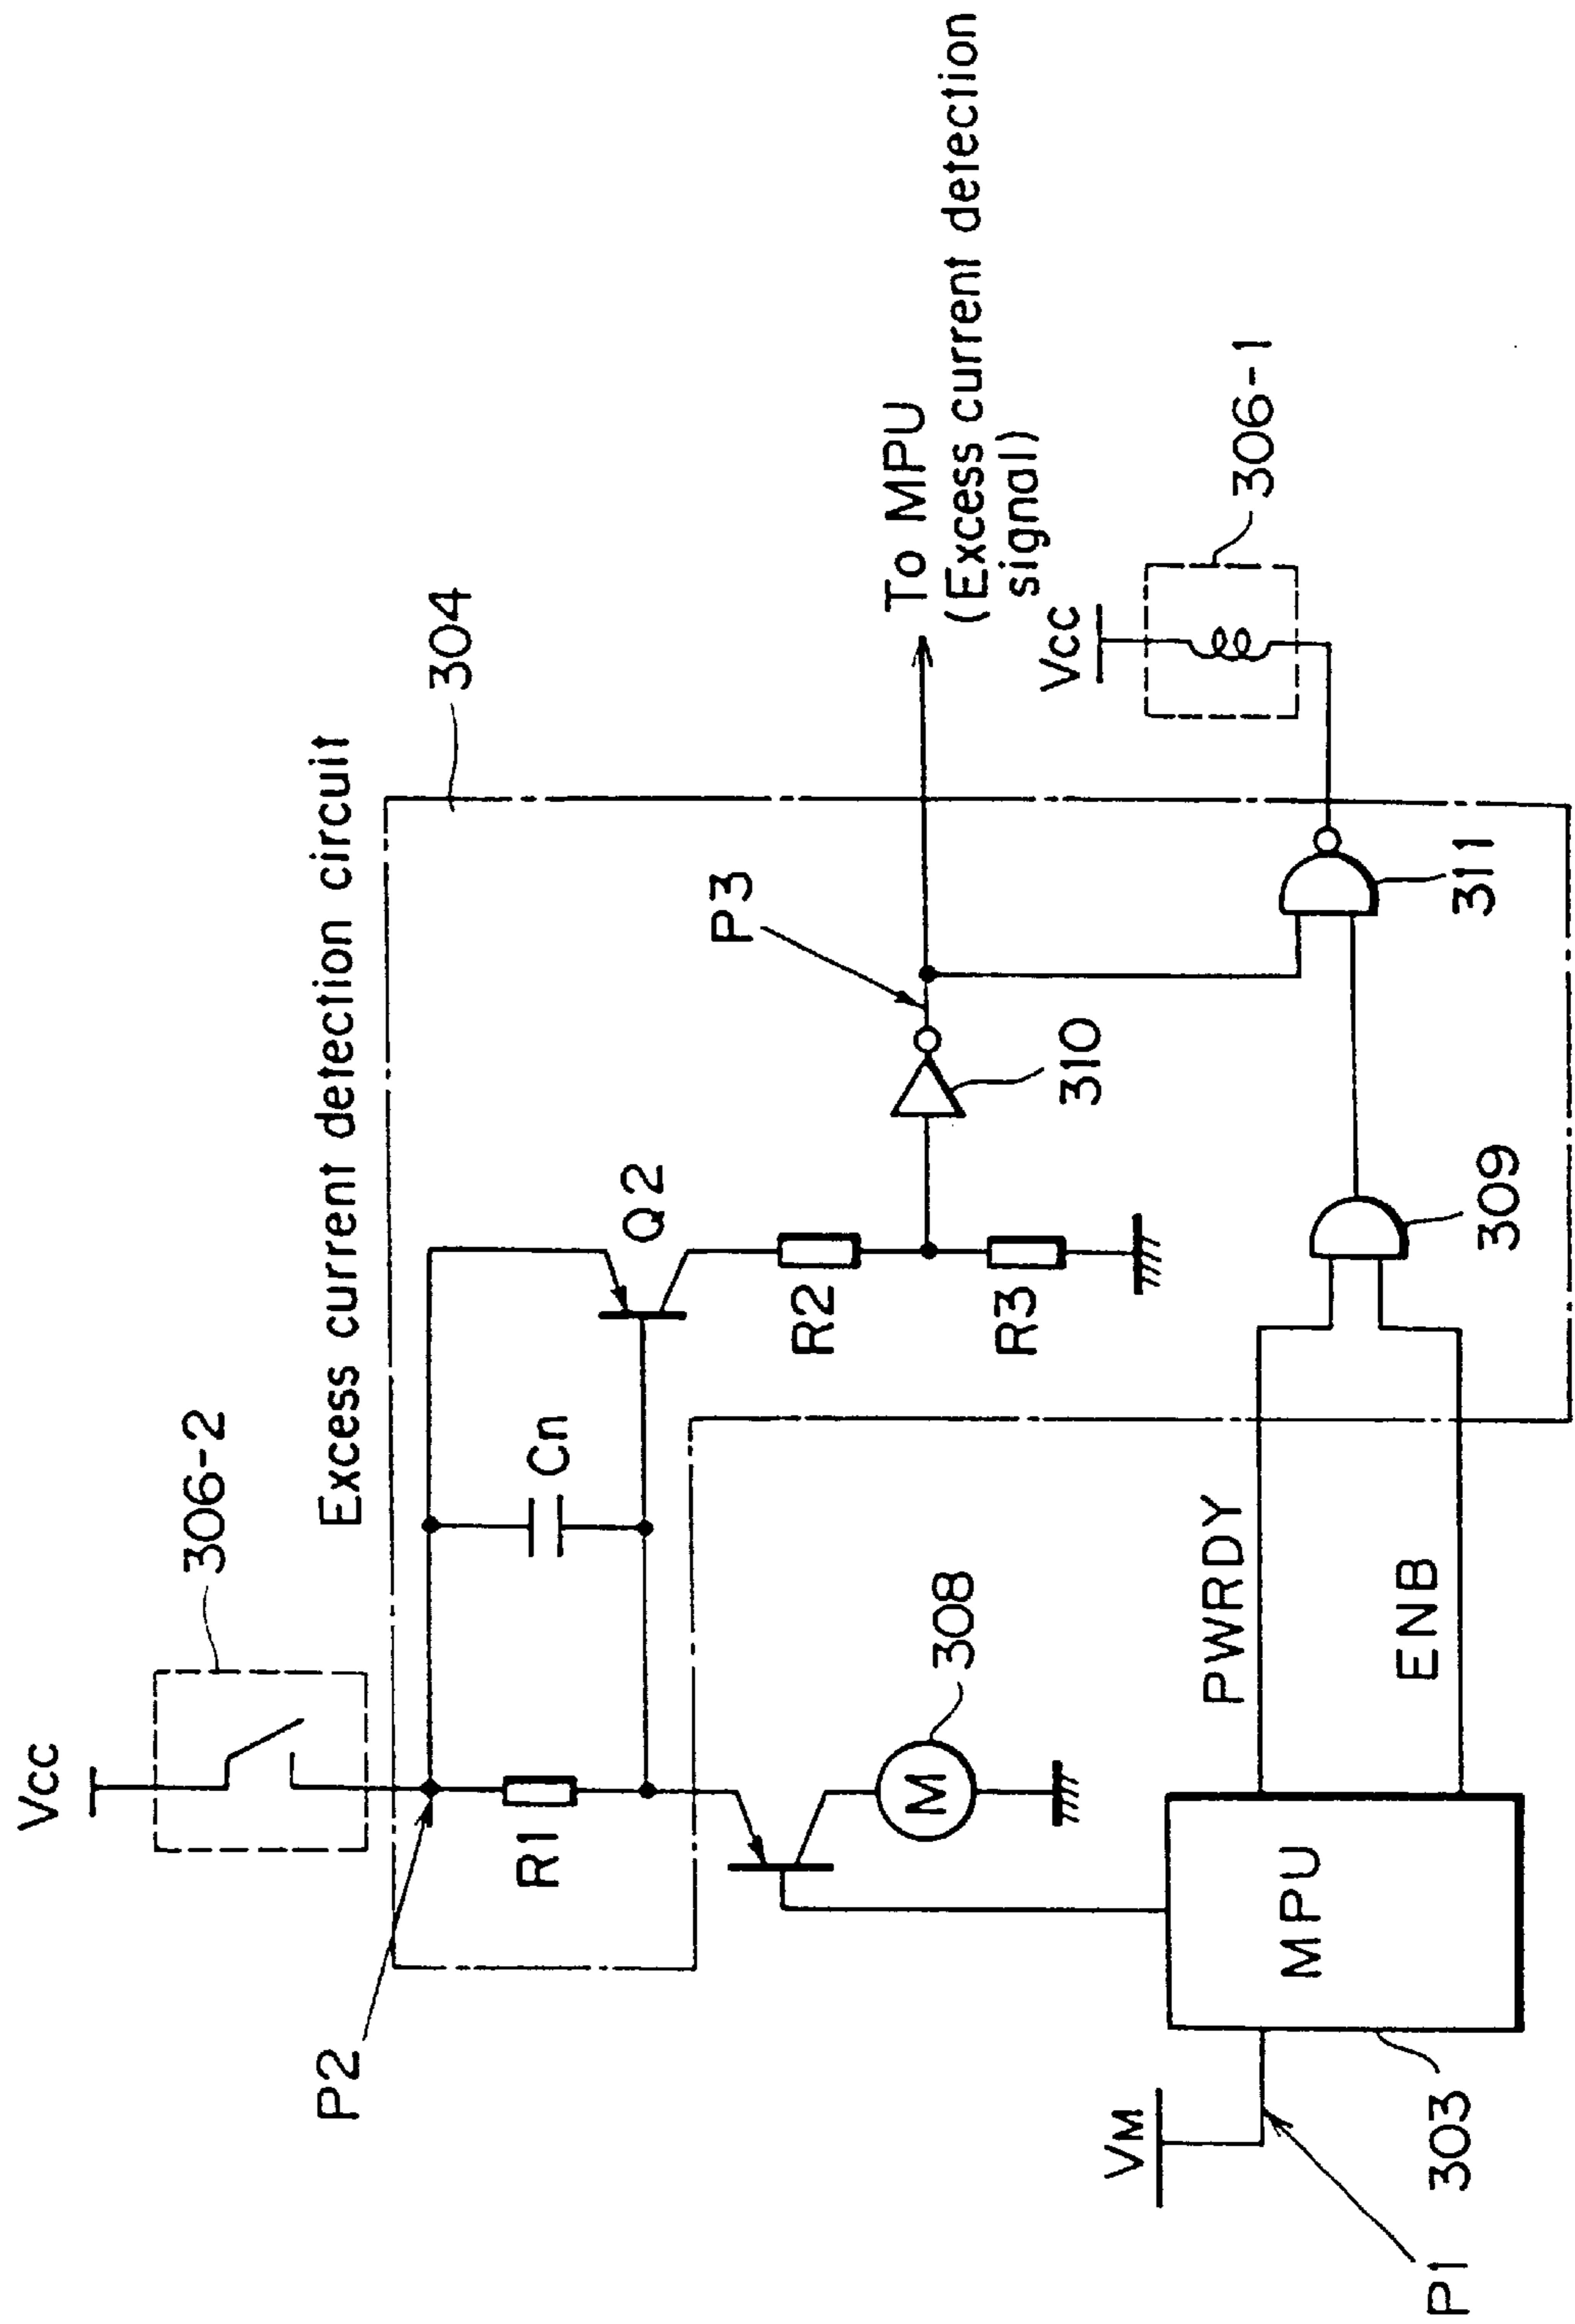 Vcc
306-2
Excess current detection circuit
304
P2
R1
Cn
Q2
R2
R3
P3
310
To MPU
(Excess current detection
signal)
M
308
Vcc
306-1
VM
P1
303
MPU
PWRDY
ENB
309
311